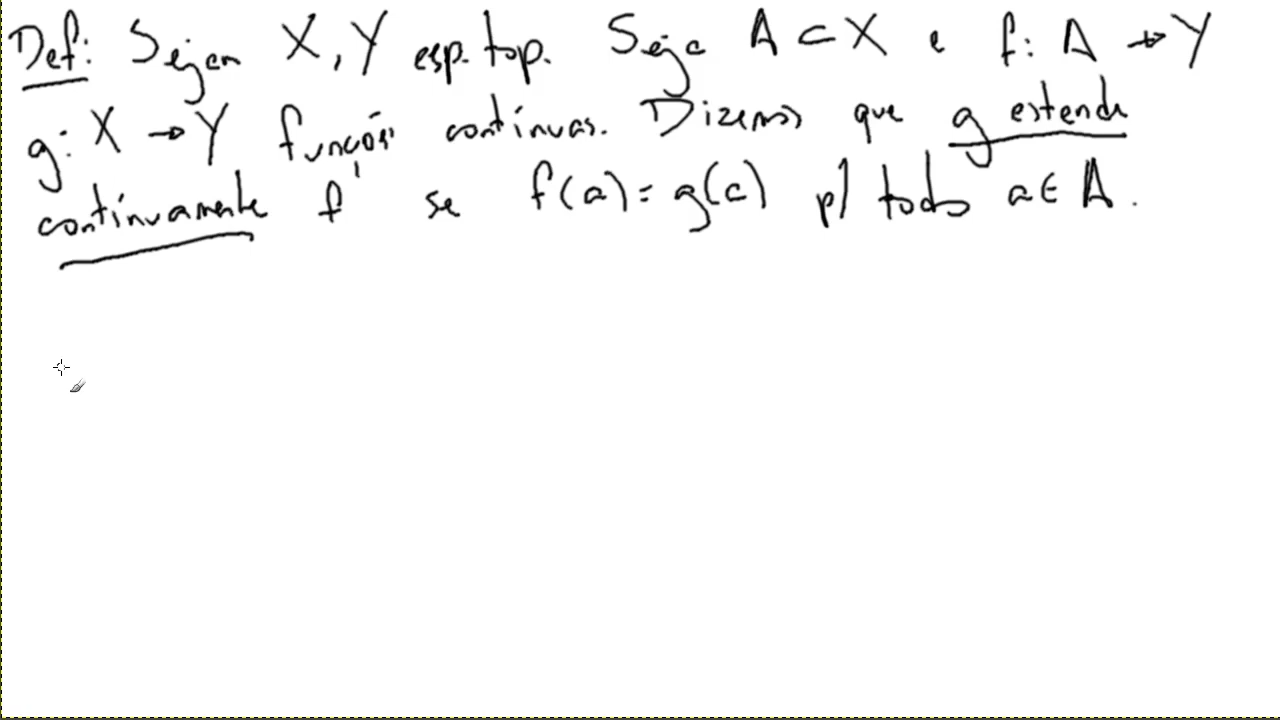 Def: Sejam X, Y esp. top. Seja A ⊂ X e f: A → Y
g: X → Y funções contínuas. Dizemos que g estende
continuamente f se f(a) = g(a) p/ todo a ∈ A.